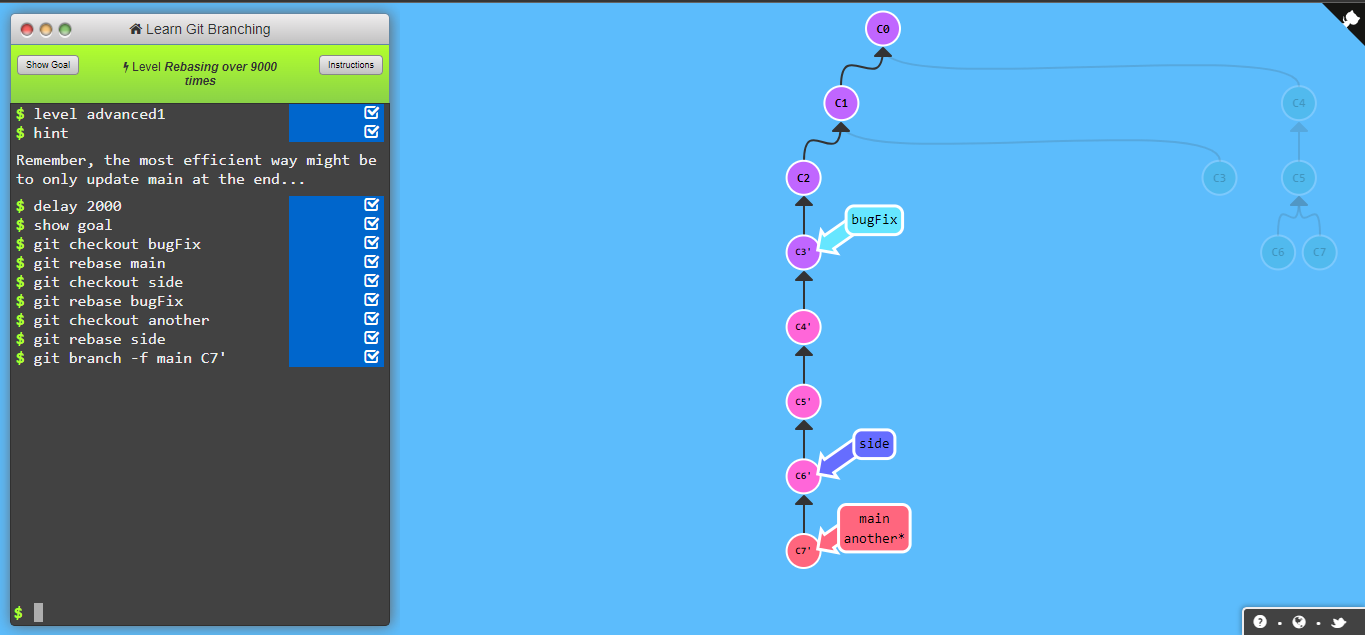 Learn Git Branching
Show Goal
Level Rebasing over 9000
times
Instructions
$ level advanced1
$ hint
Remember, the most efficient way might be
to only update main at the end...
$ delay 2000
$ show goal
$ git checkout bugFix
$ git rebase main
$ git checkout side
$ git rebase bugFix
$ git checkout another
$ git rebase side
$ git branch -f main C7'
$
C0
C1
C4
C2
C3
C5
bugFix
C3'
C6
C7
C4'
C5'
side
C6'
main
another*
C7'
?